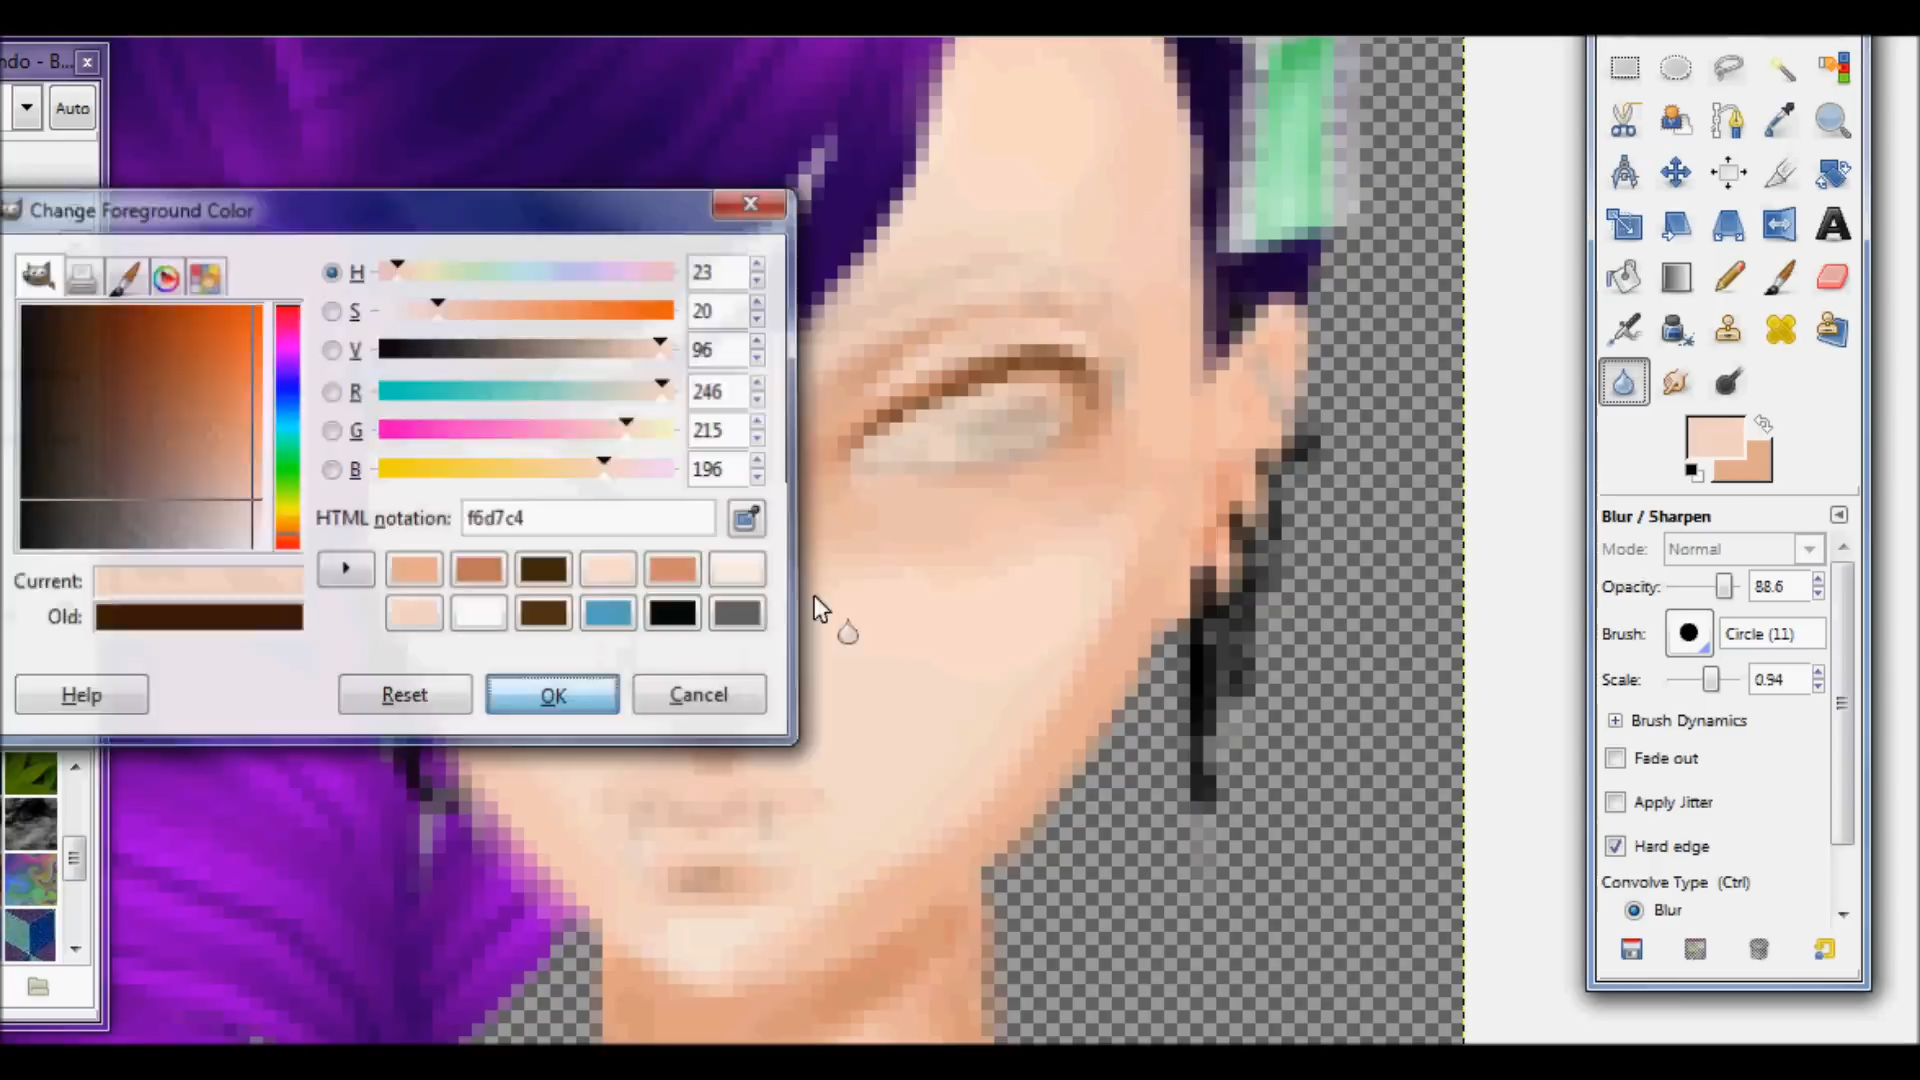 ndo - B...
Auto
Change Foreground Color
H 23
S 20
V 96
R 246
G 215
B 196
HTML notation: f6d7c4
Current:
Old:
Help Reset OK Cancel
A
Blur / Sharpen
Mode: Normal
Opacity: 88.6
Brush: Circle (11)
Scale: 0.94
Brush Dynamics
Fade out
Apply Jitter
Hard edge
Convolve Type (Ctrl)
Blur